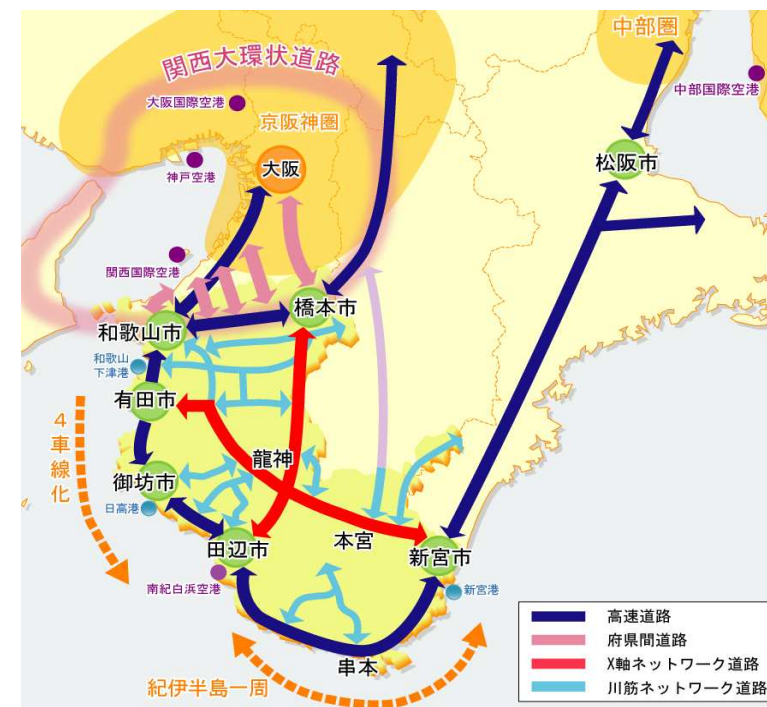 中部圏
関西大環状道路
中部国際空港
大阪国際空港
京阪神圏
大阪
神戸空港
松阪市
関西国際空港
橋本市
和歌山市
和歌山
下津港
有田市
4車線化
龍神
御坊市
日高港
本宮
田辺市
新宮市
南紀白浜空港
新宮港
串本
紀伊半島一周
高速道路
府県間道路
X軸ネットワーク道路
川筋ネットワーク道路